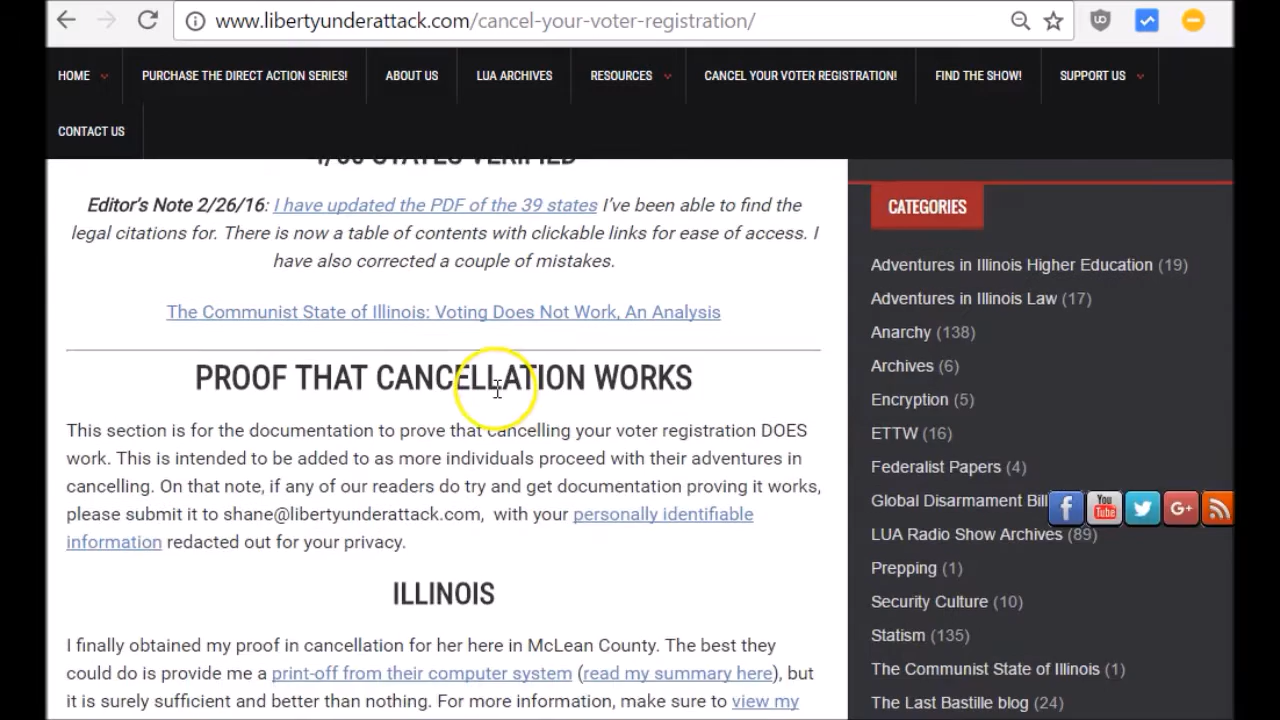 www.libertyunderattack.com/cancel-your-voter-registration/
HOME
PURCHASE THE DIRECT ACTION SERIES!
ABOUT US
LUA ARCHIVES
RESOURCES
CANCEL YOUR VOTER REGISTRATION!
FIND THE SHOW!
SUPPORT US
CONTACT US
STATES VERIFIED
Editor's Note 2/26/16: I have updated the PDF of the 39 states I've been able to find the
legal citations for. There is now a table of contents with clickable links for ease of access. I
have also corrected a couple of mistakes.
The Communist State of Illinois: Voting Does Not Work, An Analysis
PROOF THAT CANCELLATION WORKS
This section is for the documentation to prove that cancelling your voter registration DOES
work. This is intended to be added to as more individuals proceed with their adventures in
cancelling. On that note, if any of our readers do try and get documentation proving it works,
please submit it to shane@libertyunderattack.com, with your personally identifiable
information redacted out for your privacy.
ILLINOIS
I finally obtained my proof in cancellation for her here in McLean County. The best they
could do is provide me a print-off from their computer system (read my summary here), but
it is surely sufficient and better than nothing. For more information, make sure to view my
CATEGORIES
Adventures in Illinois Higher Education (19)
Adventures in Illinois Law (17)
Anarchy (138)
Archives (6)
Encryption (5)
ETTW (16)
Federalist Papers (4)
Global Disarmament Bill
LUA Radio Show Archives (89)
Prepping (1)
Security Culture (10)
Statism (135)
The Communist State of Illinois (1)
The Last Bastille blog (24)
You
Tube
G+